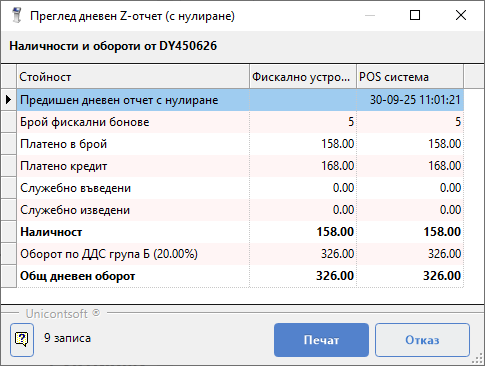 Преглед дневен Z-отчет (с нулиране)
Наличности и обороти от DY450626
Стойност Фискално устро... POS система
Предишен дневен отчет с нулиране 30-09-25 11:01:21
Брой фискални бонове 5 5
Платено в брой 158.00 158.00
Платено кредит 168.00 168.00
Служебно въведени 0.00 0.00
Служебно изведени 0.00 0.00
Наличност 158.00 158.00
Оборот по ДДС група Б (20.00%) 326.00 326.00
Общ дневен оборот 326.00 326.00
Unicontsoft ®
9 записа Печат Отказ